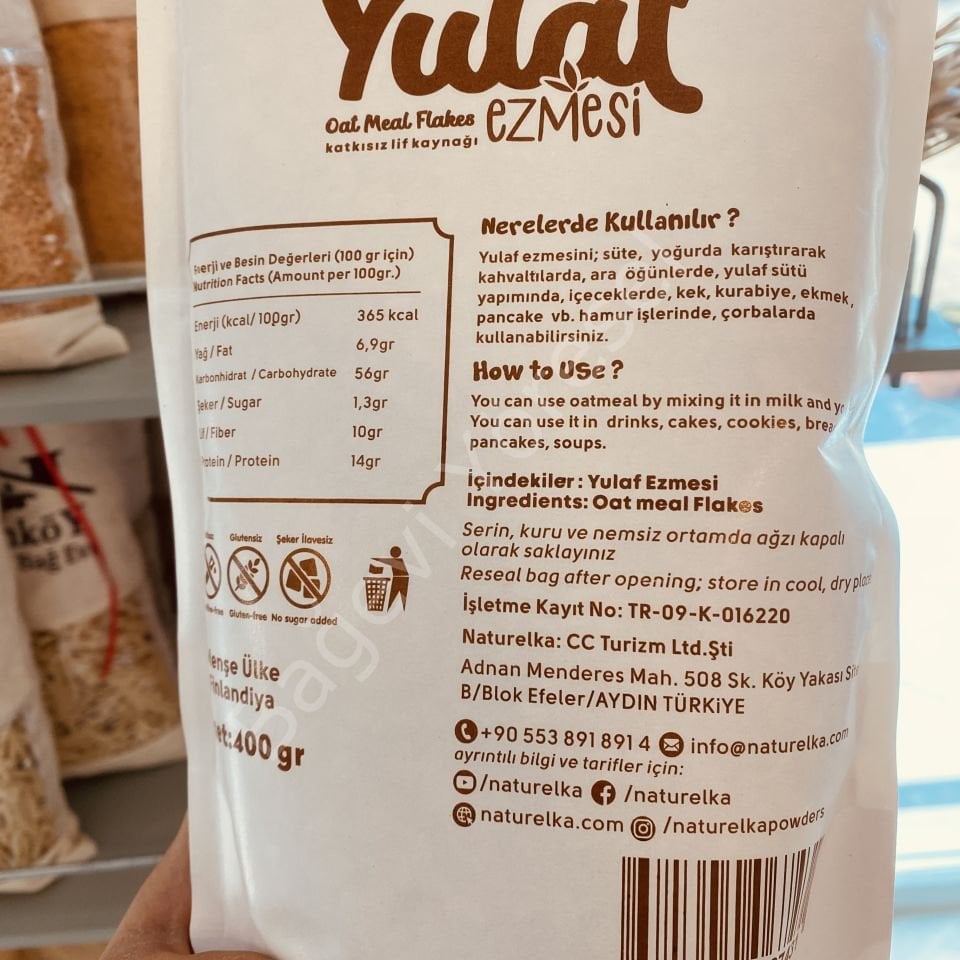 Yulaf
ezmesi
Oat Meal Flakes
katkısız lif kaynağı
Enerji ve Besin Değerleri (100 gr için)
Nutrition Facts (Amount per 100gr.)
Enerji (kcal/ 100gr) 365 kcal
Yağ / Fat 6,9gr
Karbonhidrat / Carbohydrate 56gr
Şeker / Sugar 1,3gr
Lif / Fiber 10gr
Protein / Protein 14gr
Glutensiz Şeker İlavesiz
Gluten-free No sugar added
Menşe Ülke
Finlandiya
Net:400 gr
Nerelerde Kullanılır ?
Yulaf ezmesini; süte, yoğurda karıştırarak
kahvaltılarda, ara öğünlerde, yulaf sütü
yapımında, içeceklerde, kek, kurabiye, ekmek,
pancake vb. hamur işlerinde, çorbalarda
kullanabilirsiniz.
How to Use ?
You can use oatmeal by mixing it in milk and
You can use it in drinks, cakes, cookies,
pancakes, soups.
İçindekiler : Yulaf Ezmesi
Ingredients: Oat meal Flakes
Serin, kuru ve nemsiz ortamda ağzı kapalı
olarak saklayınız
Reseal bag after opening; store in cool, dry place
İşletme Kayıt No: TR-09-K-016220
Naturelka: CC Turizm Ltd.Şti
Adnan Menderes Mah. 508 Sk. Köy Yakası
B/Blok Efeler/AYDIN TÜRKiYE
+90 553 891 891 4 info@naturelka.com
ayrıntılı bilgi ve tarifler için:
/naturelka /naturelka
naturelka.com /naturelkapowders